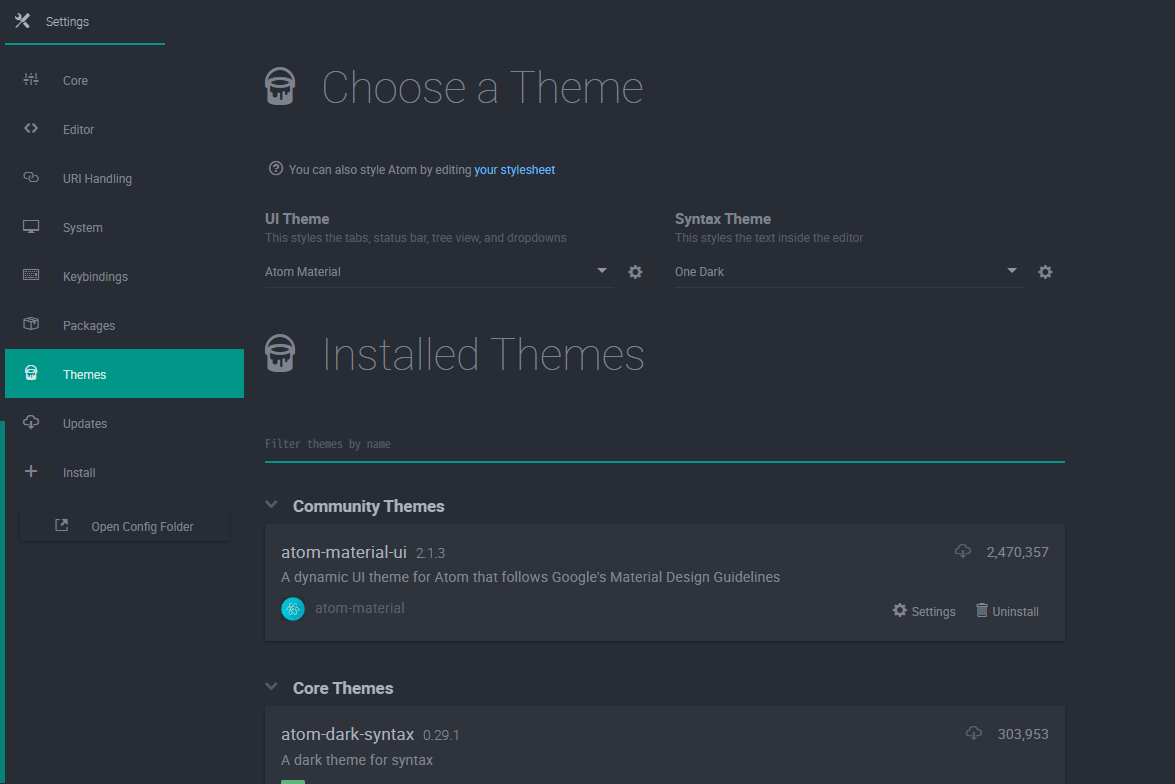 Settings
Core
Editor
URI Handling
System
Keybindings
Packages
Themes
Updates
Install
Open Config Folder
Choose a Theme
You can also style Atom by editing your stylesheet
UI Theme
This styles the tabs, status bar, tree view, and dropdowns
Atom Material
Syntax Theme
This styles the text inside the editor
One Dark
Installed Themes
Filter themes by name
Community Themes
atom-material-ui 2.1.3 2,470,357
A dynamic UI theme for Atom that follows Google's Material Design Guidelines
atom-material
Settings Uninstall
Core Themes
atom-dark-syntax 0.29.1 303,953
A dark theme for syntax